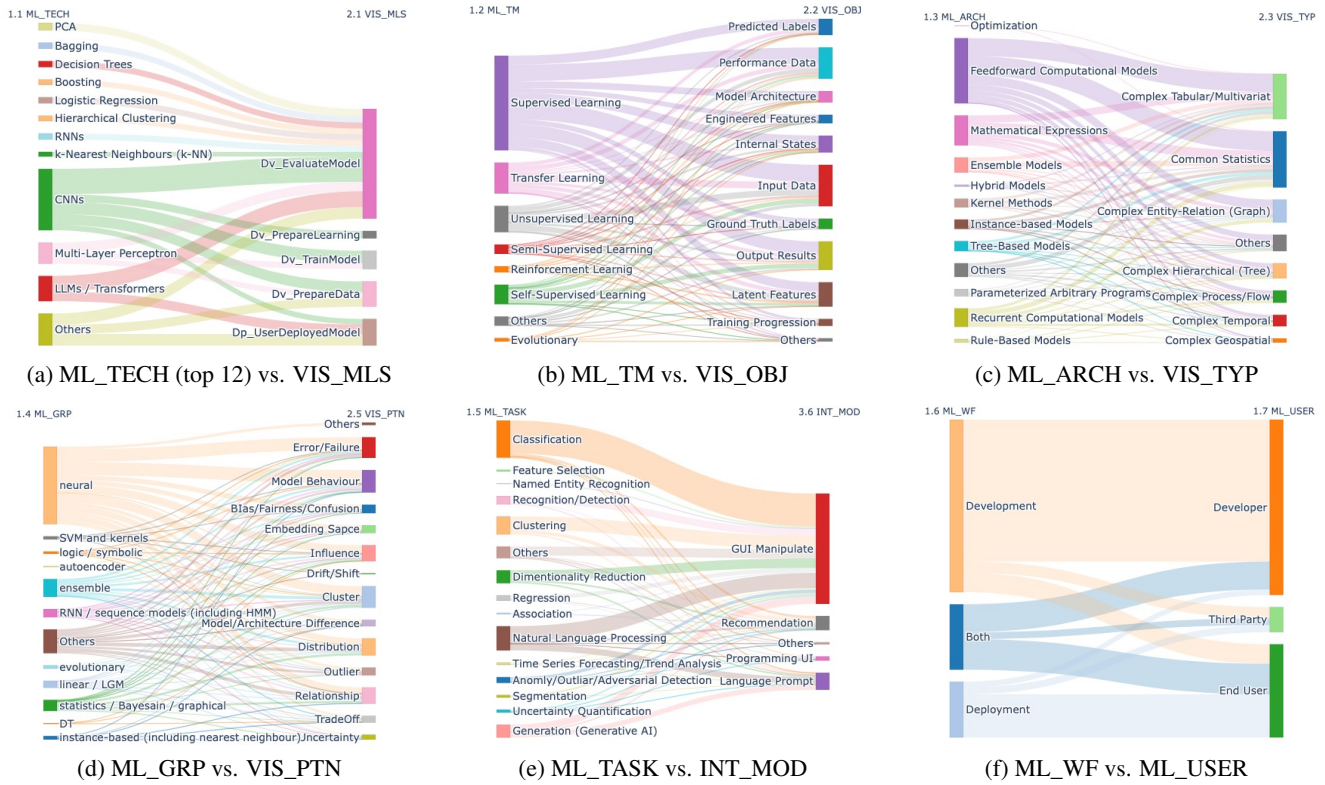 1.1 ML_TECH
2.1 VIS_MLS
PCA
Bagging
Decision Trees
Boosting
Logistic Regression
Hierarchical Clustering
RNNs
k-Nearest Neighbours (k-NN)
CNNs
Multi-Layer Perceptron
LLMs / Transformers
Others
Dv_EvaluateModel
Dv_PrepareLearning
Dv_TrainModel
Dv_PrepareData
Dp_UserDeployedModel
(a) ML_TECH (top 12) vs. VIS_MLS
1.2 ML_TM
2.2 VIS_OBJ
Supervised Learning
Transfer Learning
Unsupervised Learning
Semi-Supervised Learning
Reinforcement Learnig
Self-Supervised Learning
Others
Evolutionary
Predicted Labels
Performance Data
Model Architecture
Engineered Features
Internal States
Input Data
Ground Truth Labels
Output Results
Latent Features
Training Progression
Others
(b) ML_TM vs. VIS_OBJ
1.3 ML_ARCH
2.3 VIS_TYP
Optimization
Feedforward Computational Models
Mathematical Expressions
Ensemble Models
Hybrid Models
Kernel Methods
Instance-based Models
Tree-Based Models
Others
Parameterized Arbitrary Programs
Recurrent Computational Models
Rule-Based Models
Complex Tabular/Multivariat
Common Statistics
Complex Entity-Relation (Graph)
Others
Complex Hierarchical (Tree)
Complex Process/Flow
Complex Temporal
Complex Geospatial
(c) ML_ARCH vs. VIS_TYP
1.4 ML_GRP
2.5 VIS_PTN
neural
SVM and kernels
logic / symbolic
autoencoder
ensemble
RNN / sequence models (including HMM)
Others
evolutionary
linear / LGM
statistics / Bayesain / graphical
DT
instance-based (including nearest neighbour)
Others
Error/Failure
Model Behaviour
BIas/Fairness/Confusion
Embedding Sapce
Influence
Drift/Shift
Cluster
Model/Architecture Difference
Distribution
Outlier
Relationship
TradeOff
Uncertainty
(d) ML_GRP vs. VIS_PTN
1.5 ML_TASK
3.6 INT_MOD
Classification
Feature Selection
Named Entity Recognition
Recognition/Detection
Clustering
Others
Dimentionality Reduction
Regression
Association
Natural Language Processing
Time Series Forecasting/Trend Analysis
Anomly/Outliar/Adversarial Detection
Segmentation
Uncertainty Quantification
Generation (Generative AI)
GUI Manipulate
Recommendation
Others
Programming UI
Language Prompt
(e) ML_TASK vs. INT_MOD
1.6 ML_WF
1.7 ML_USER
Development
Both
Deployment
Developer
Third Party
End User
(f) ML_WF vs. ML_USER